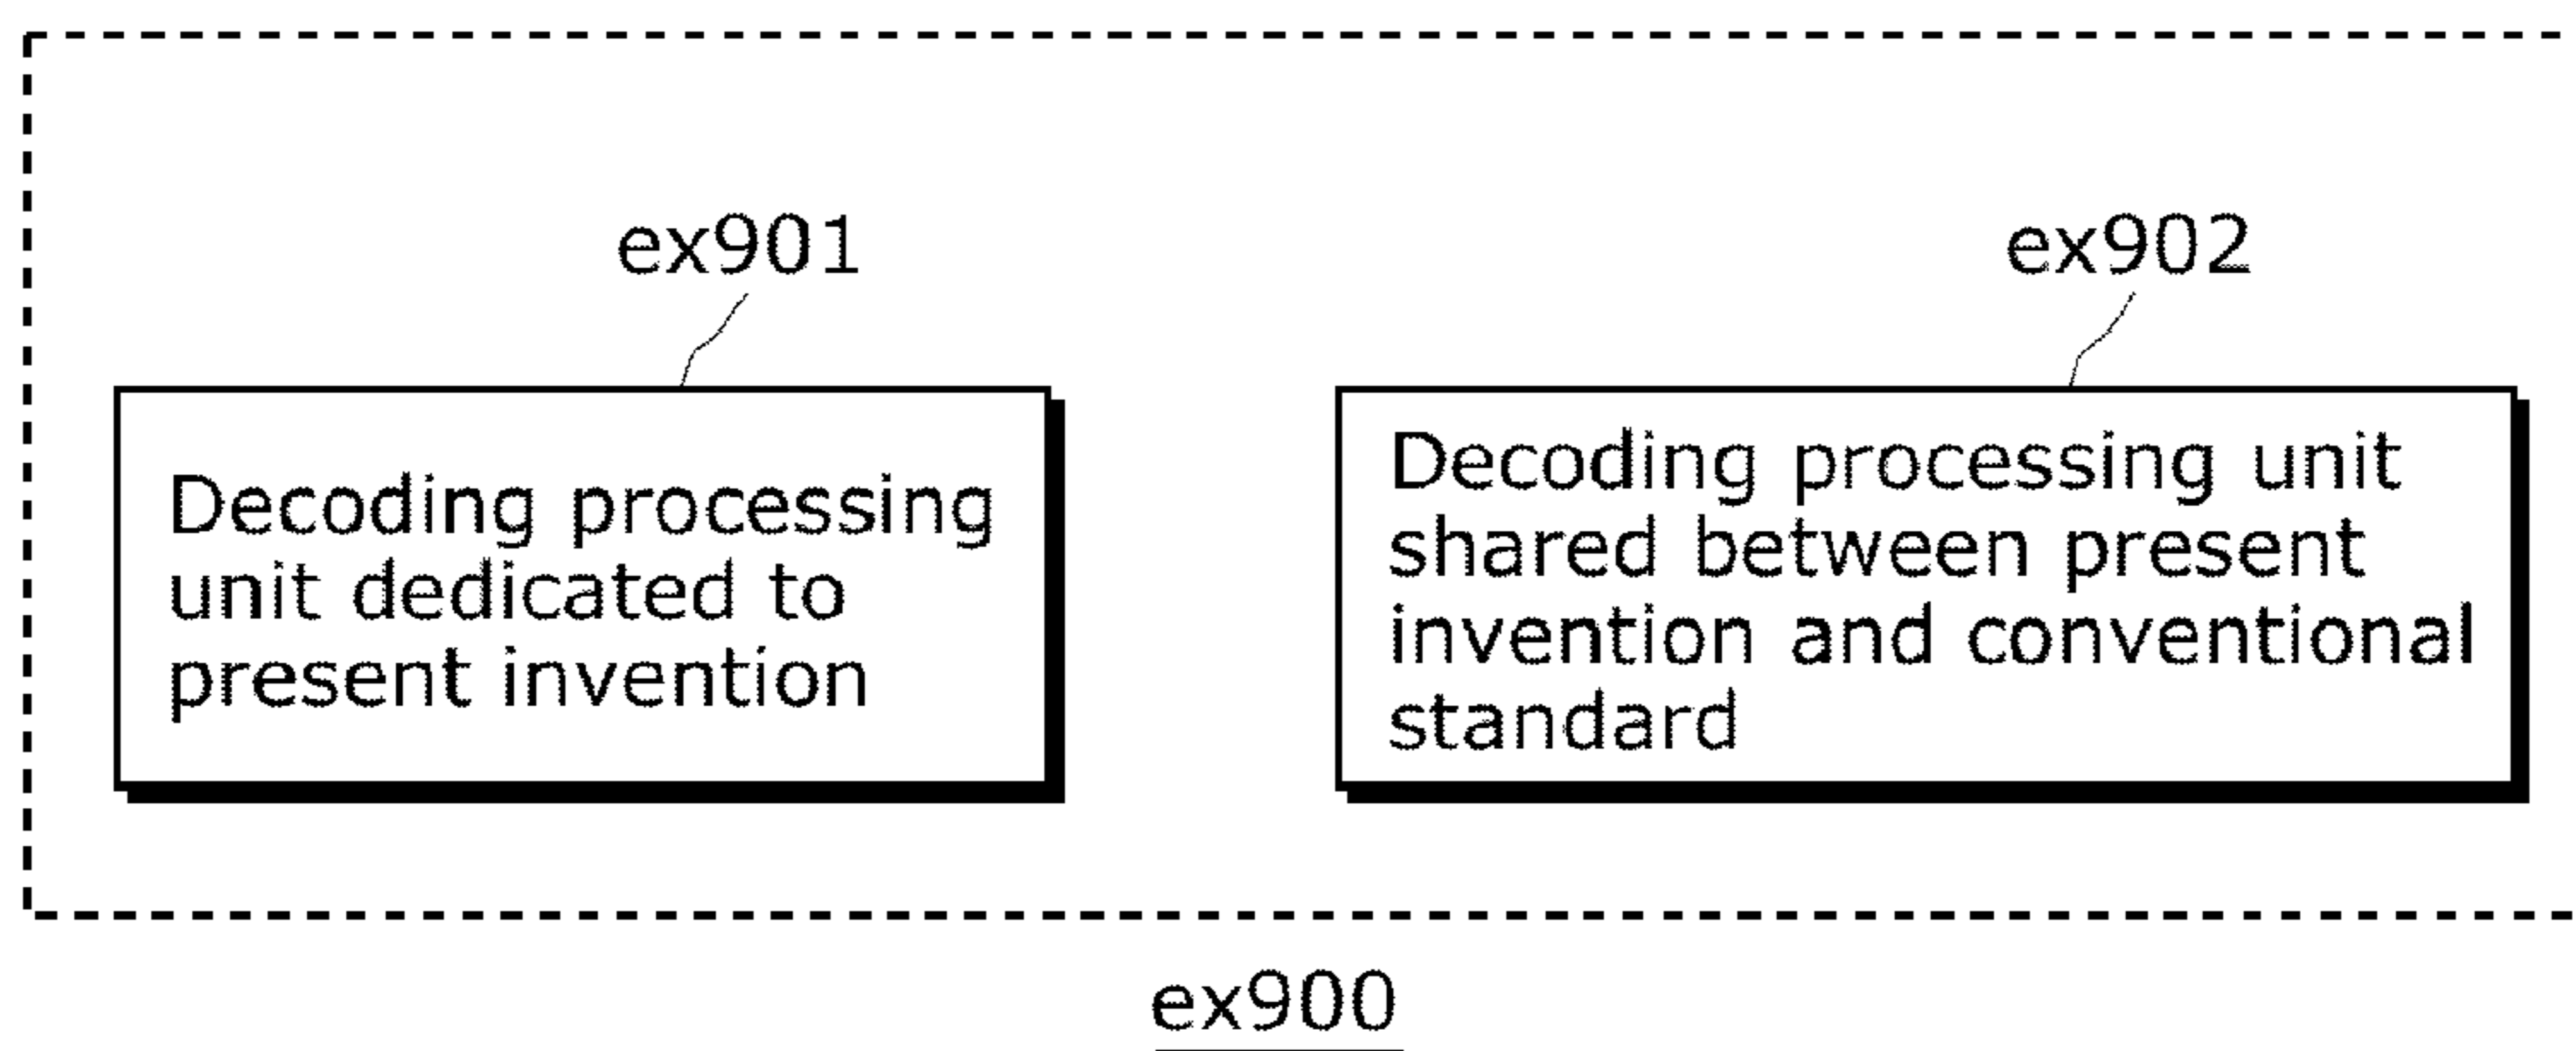 ex901
Decoding processing
unit dedicated to
present invention
ex902
Decoding processing unit
shared between present
invention and conventional
standard
ex900